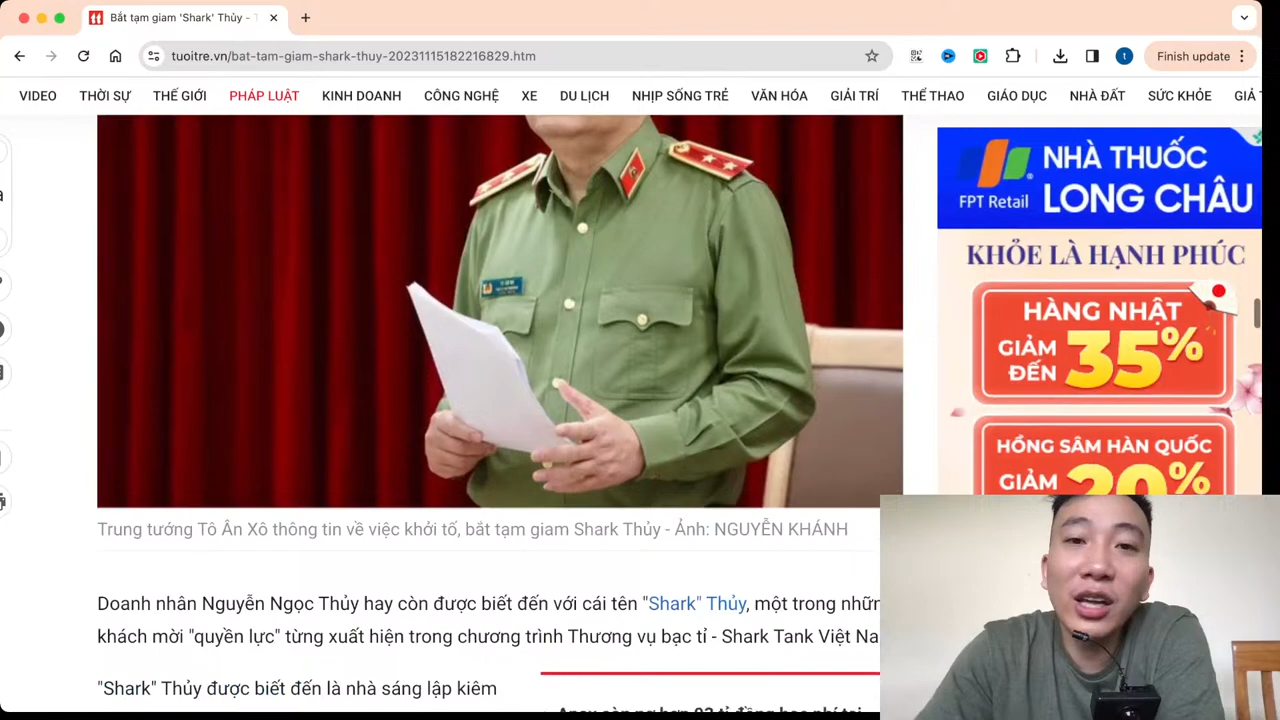 Bắt tạm giam 'Shark' Thủy - T
tuoitre.vn/bat-tam-giam-shark-thuy-20231115182216829.htm
t
Finish update
VIDEO THỜI SỰ THẾ GIỚI PHÁP LUẬT KINH DOANH CÔNG NGHỆ XE DU LỊCH NHỊP SỐNG TRẺ VĂN HÓA GIẢI TRÍ THỂ THAO GIÁO DỤC NHÀ ĐẤT SỨC KHỎE GIẢ
FPT Retail
NHÀ THUỐC
LONG CHÂU
KHỎE LÀ HẠNH PHÚC
HÀNG NHẬT
GIẢM
ĐẾN
35%
HỒNG SÂM HÀN QUỐC
GIẢM
20%
Trung tướng Tô Ân Xô thông tin về việc khởi tố, bắt tạm giam Shark Thủy - Ảnh: NGUYỄN KHÁNH
Doanh nhân Nguyễn Ngọc Thủy hay còn được biết đến với cái tên "Shark" Thủy, một trong nhữn
khách mời "quyền lực" từng xuất hiện trong chương trình Thương vụ bạc tỉ - Shark Tank Việt Na
"Shark" Thủy được biết đến là nhà sáng lập kiêm